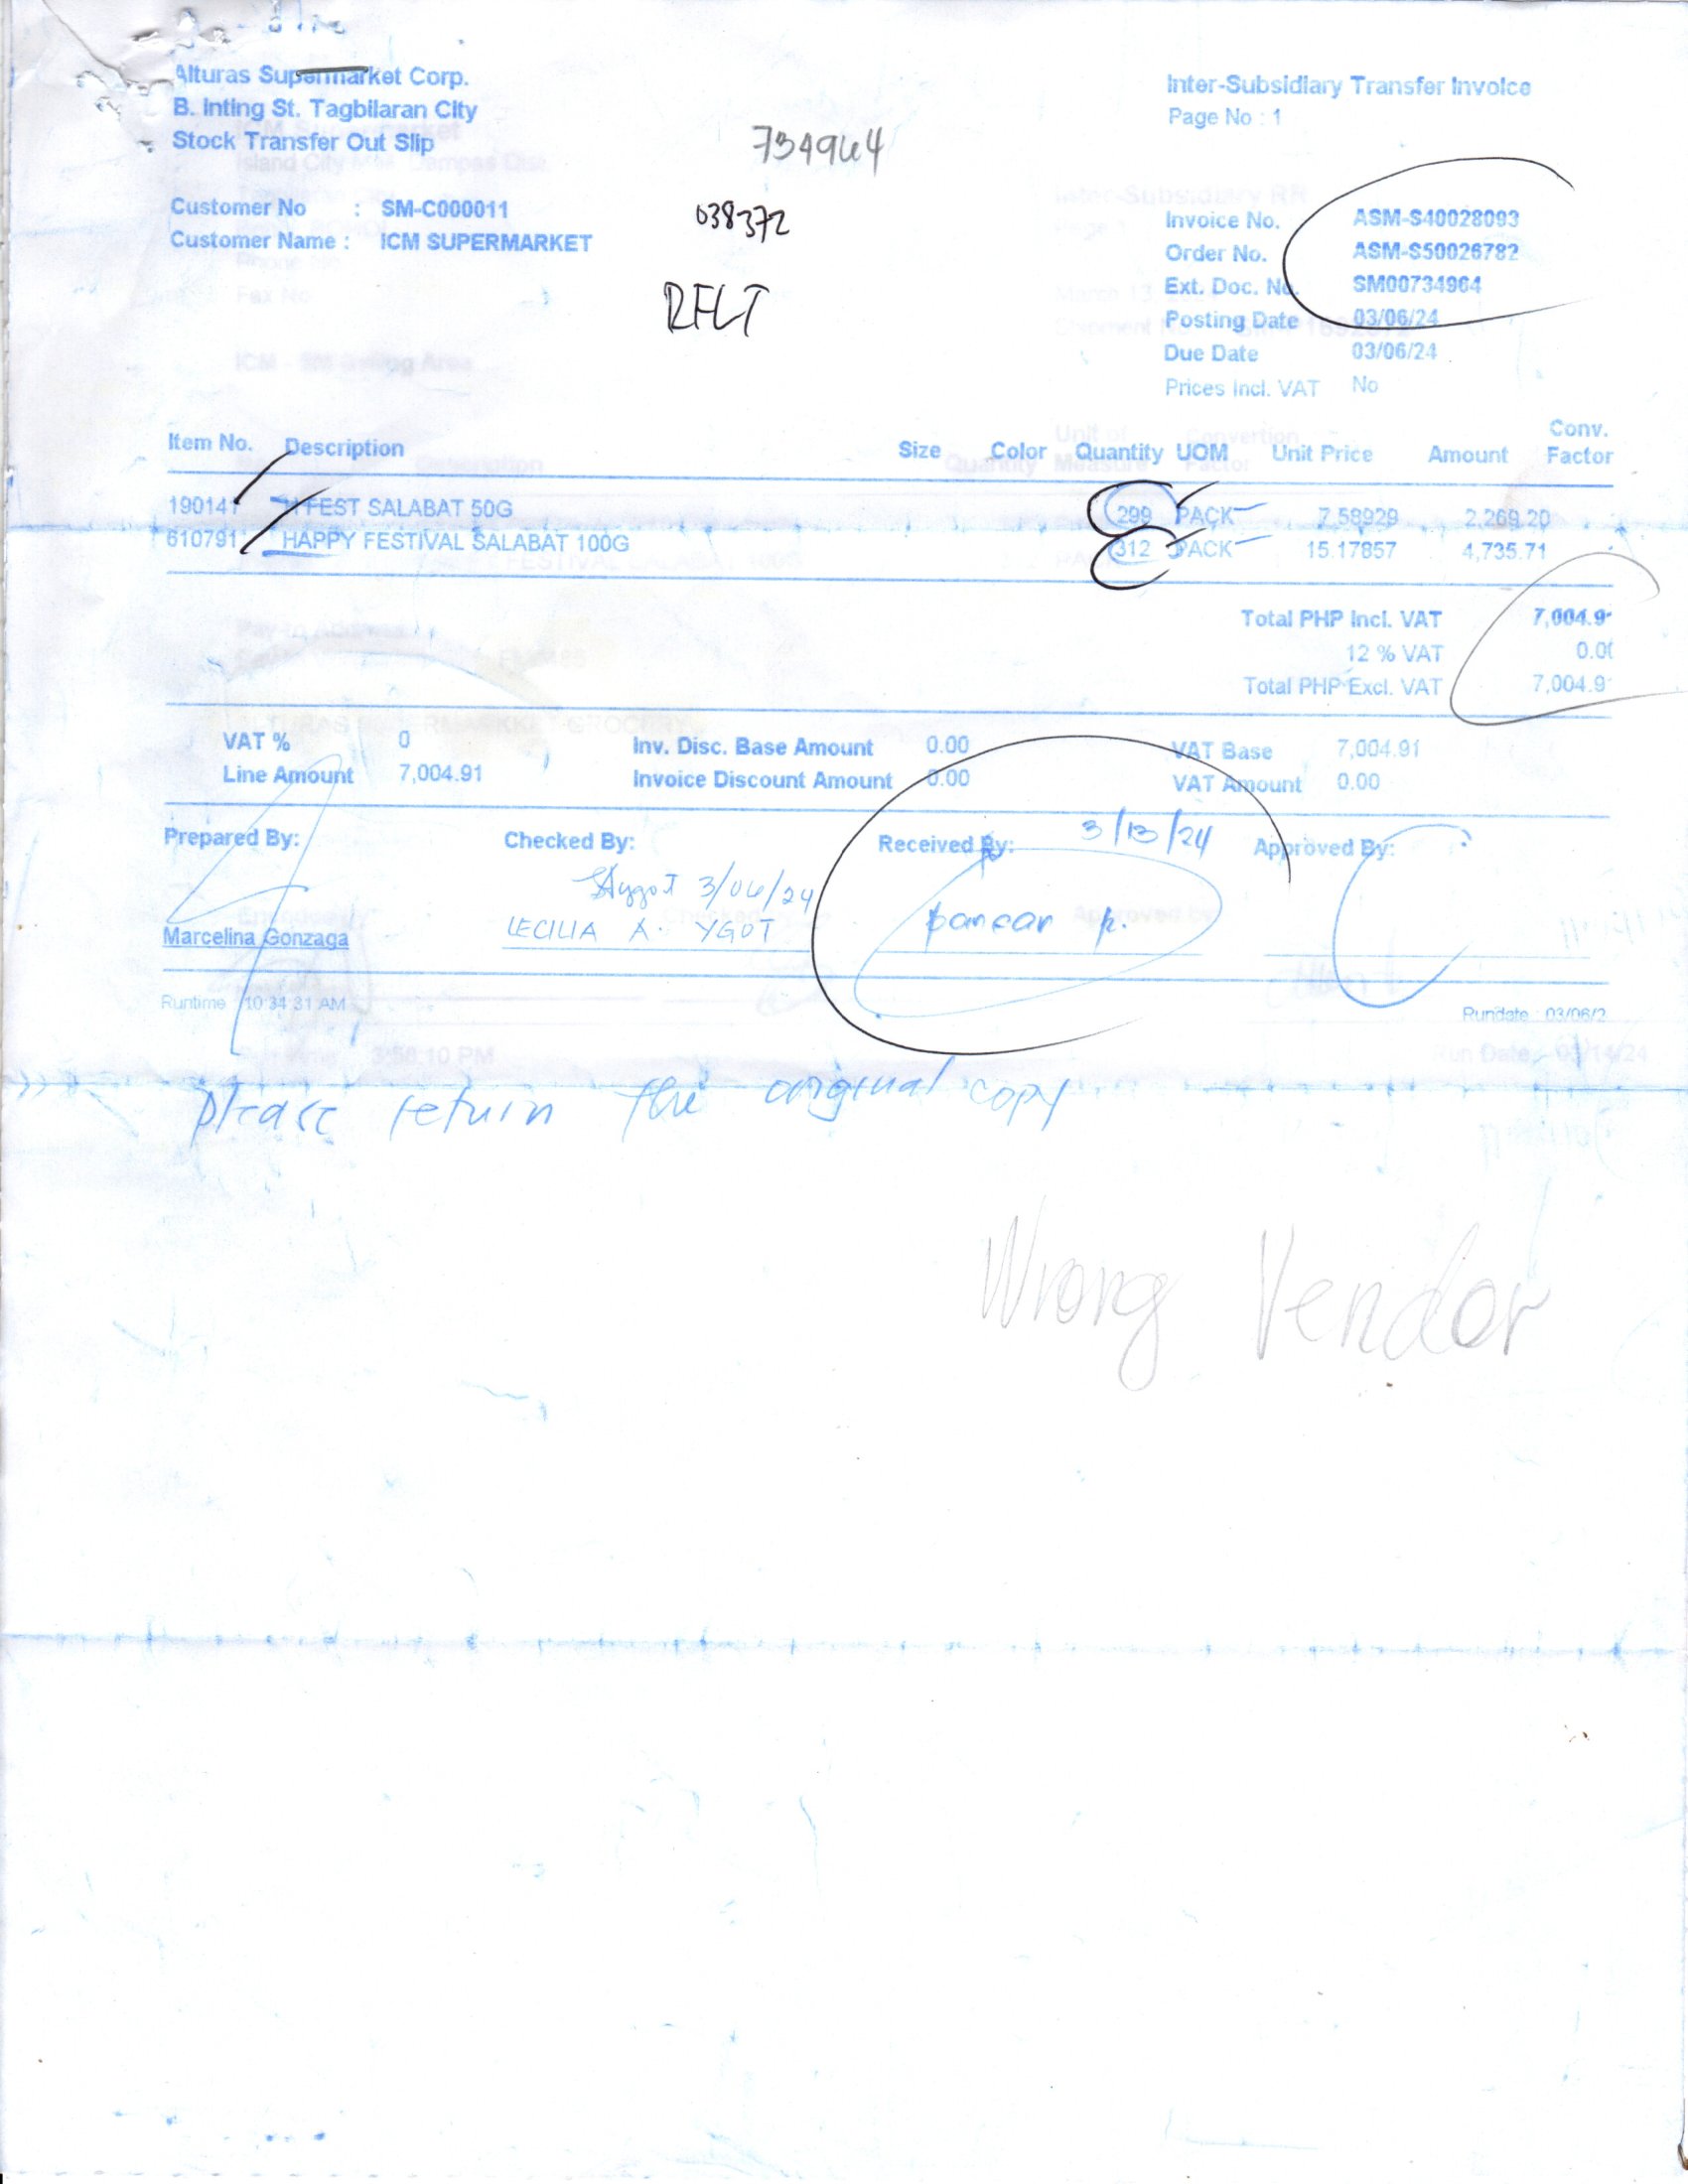 Alturas Supermarket Corp.
B. Inting St. Tagbilaran City
Stock Transfer Out Slip
Inter-Subsidiary Transfer Invoice
Page No : 1
734964
038372
RFLT
Customer No : SM-C000011
Customer Name : ICM SUPERMARKET
Invoice No. ASM-S40028093
Order No. ASM-S50026782
Ext. Doc. No. SM00734964
Posting Date 03/06/24
Due Date 03/06/24
Prices Incl. VAT No
Item No. Description Size Color Quantity UOM Unit Price Amount Conv. Factor
190141 FEST SALABAT 50G 299 PACK 7.58929 2,269.20
610791 HAPPY FESTIVAL SALABAT 100G 312 PACK 15.17857 4,735.71
Total PHP Incl. VAT 7,004.9
12 % VAT 0.0
Total PHP Excl. VAT 7,004.9
VAT % 0 Inv. Disc. Base Amount 0.00 VAT Base 7,004.91
Line Amount 7,004.91 Invoice Discount Amount 0.00 VAT Amount 0.00
Prepared By: Checked By: Received By: 3/13/24 Approved By:
3/06/24
Marcelina Gonzaga LECILIA A. YGOT
Runtime 10:34:31 AM Rundate : 03/06/2
please return the original copy
Wrong Vendor